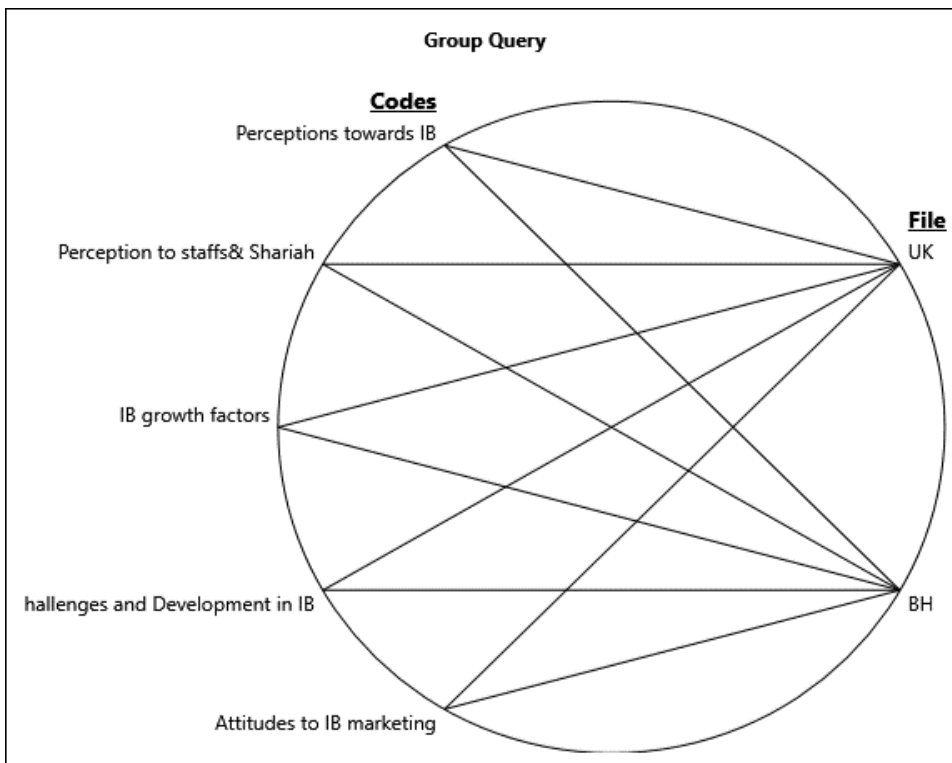 Group Query
Codes
Perceptions towards IB
File
Perception to staffs& Shariah
UK
IB growth factors
hallenges and Development in IB
BH
Attitudes to IB marketing